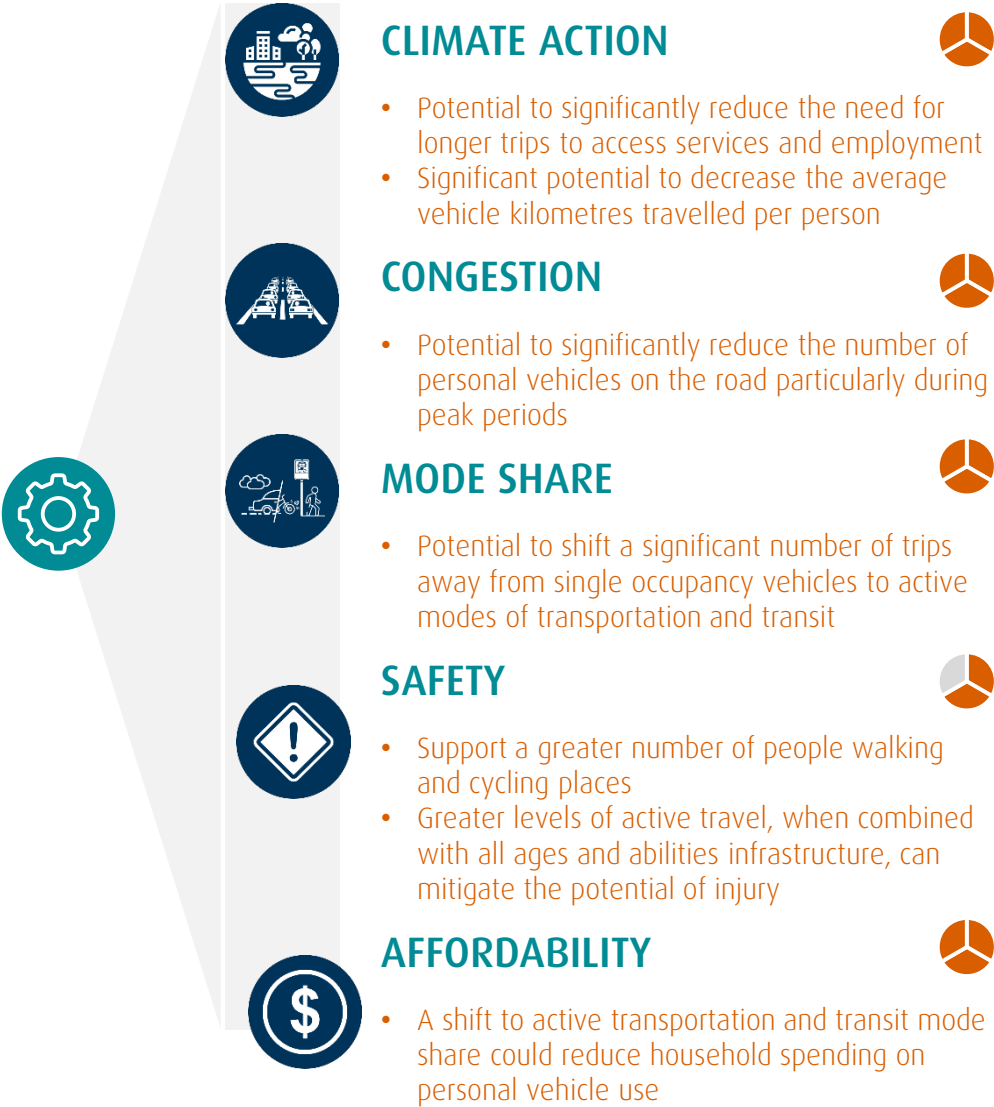 CLIMATE ACTION
• Potential to significantly reduce the need for
longer trips to access services and employment
• Significant potential to decrease the average
vehicle kilometres travelled per person
CONGESTION
• Potential to significantly reduce the number of
personal vehicles on the road particularly during
peak periods
MODE SHARE
• Potential to shift a significant number of trips
away from single occupancy vehicles to active
modes of transportation and transit
SAFETY
• Support a greater number of people walking
and cycling places
• Greater levels of active travel, when combined
with all ages and abilities infrastructure, can
mitigate the potential of injury
AFFORDABILITY
$
• A shift to active transportation and transit mode
share could reduce household spending on
personal vehicle use